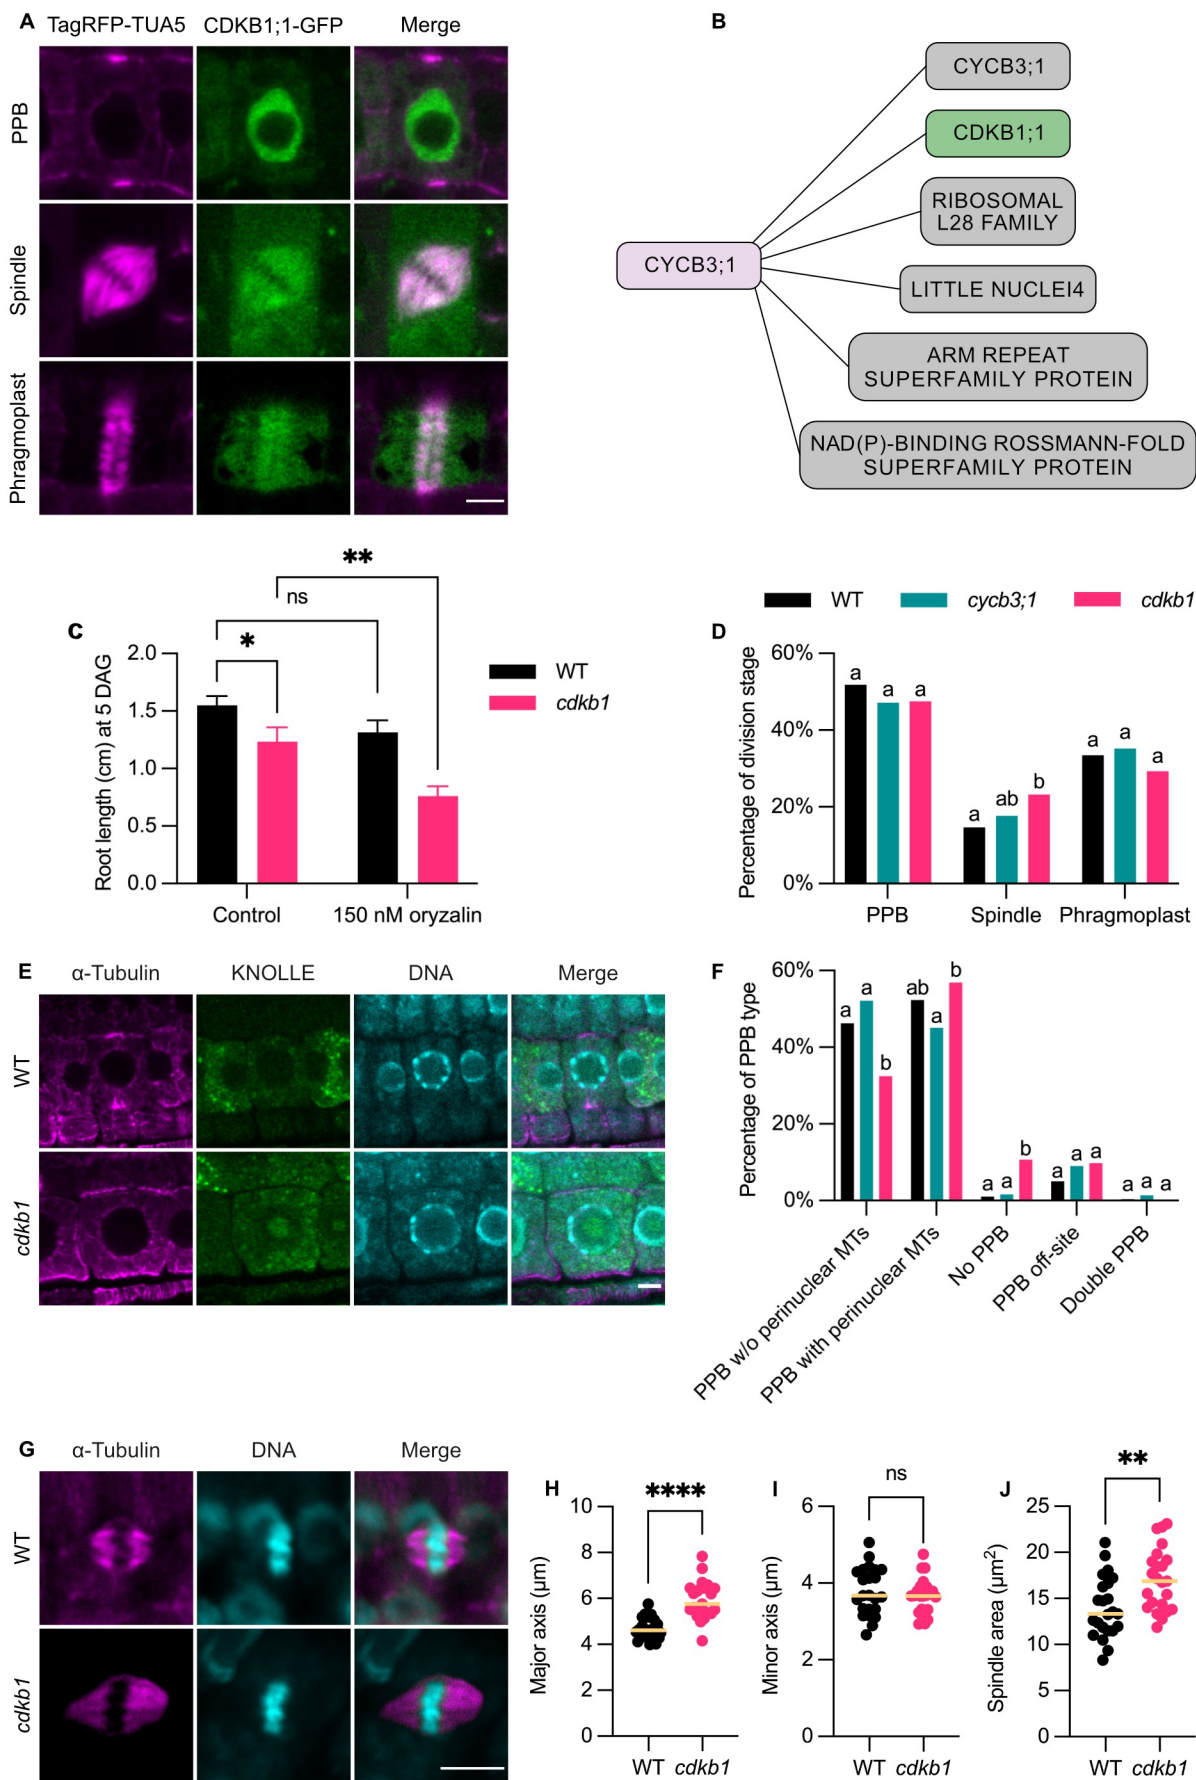 A
TagRFP-TUA5
CDKB1;1-GFP
Merge
PPB
Spindle
Phragmoplast
B
CYCB3;1
CYCB3;1
CDKB1;1
RIBOSOMAL
L28 FAMILY
LITTLE NUCLEI4
ARM REPEAT
SUPERFAMILY PROTEIN
NAD(P)-BINDING ROSSMANN-FOLD
SUPERFAMILY PROTEIN
C
**
ns
*
Root length (cm) at 5 DAG
2.0
1.5
1.0
0.5
0.0
Control
150 nM oryzalin
WT
cdkb1
WT
cycb3;1
cdkb1
D
Percentage of division stage
60%
40%
20%
0%
a
a
a
a
ab
b
a
a
a
PPB
Spindle
Phragmoplast
E
α-Tubulin
KNOLLE
DNA
Merge
WT
cdkb1
F
Percentage of PPB type
60%
40%
20%
0%
a
a
b
ab
a
b
a
a
b
a
a
a
a
a
a
PPB w/o perinuclear MTs
PPB with perinuclear MTs
No PPB
PPB off-site
Double PPB
G
α-Tubulin
DNA
Merge
WT
cdkb1
H
****
Major axis (μm)
10
8
6
4
2
0
WT
cdkb1
I
ns
Minor axis (μm)
6
4
2
0
WT
cdkb1
J
**
Spindle area (μm²)
25
20
15
10
5
0
WT
cdkb1